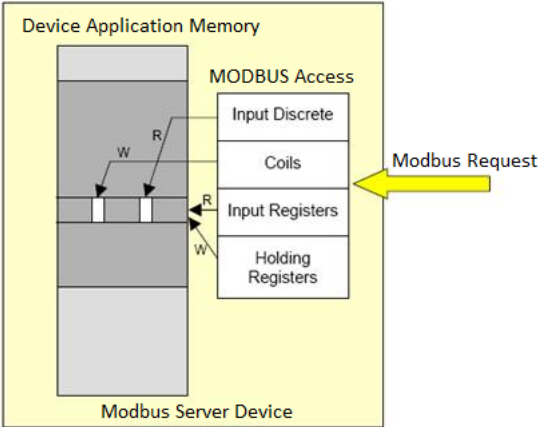 Device Application Memory
MODBUS Access
Input Discrete
R
W
Coils
Modbus Request
R
Input Registers
W
Holding
Registers
Modbus Server Device